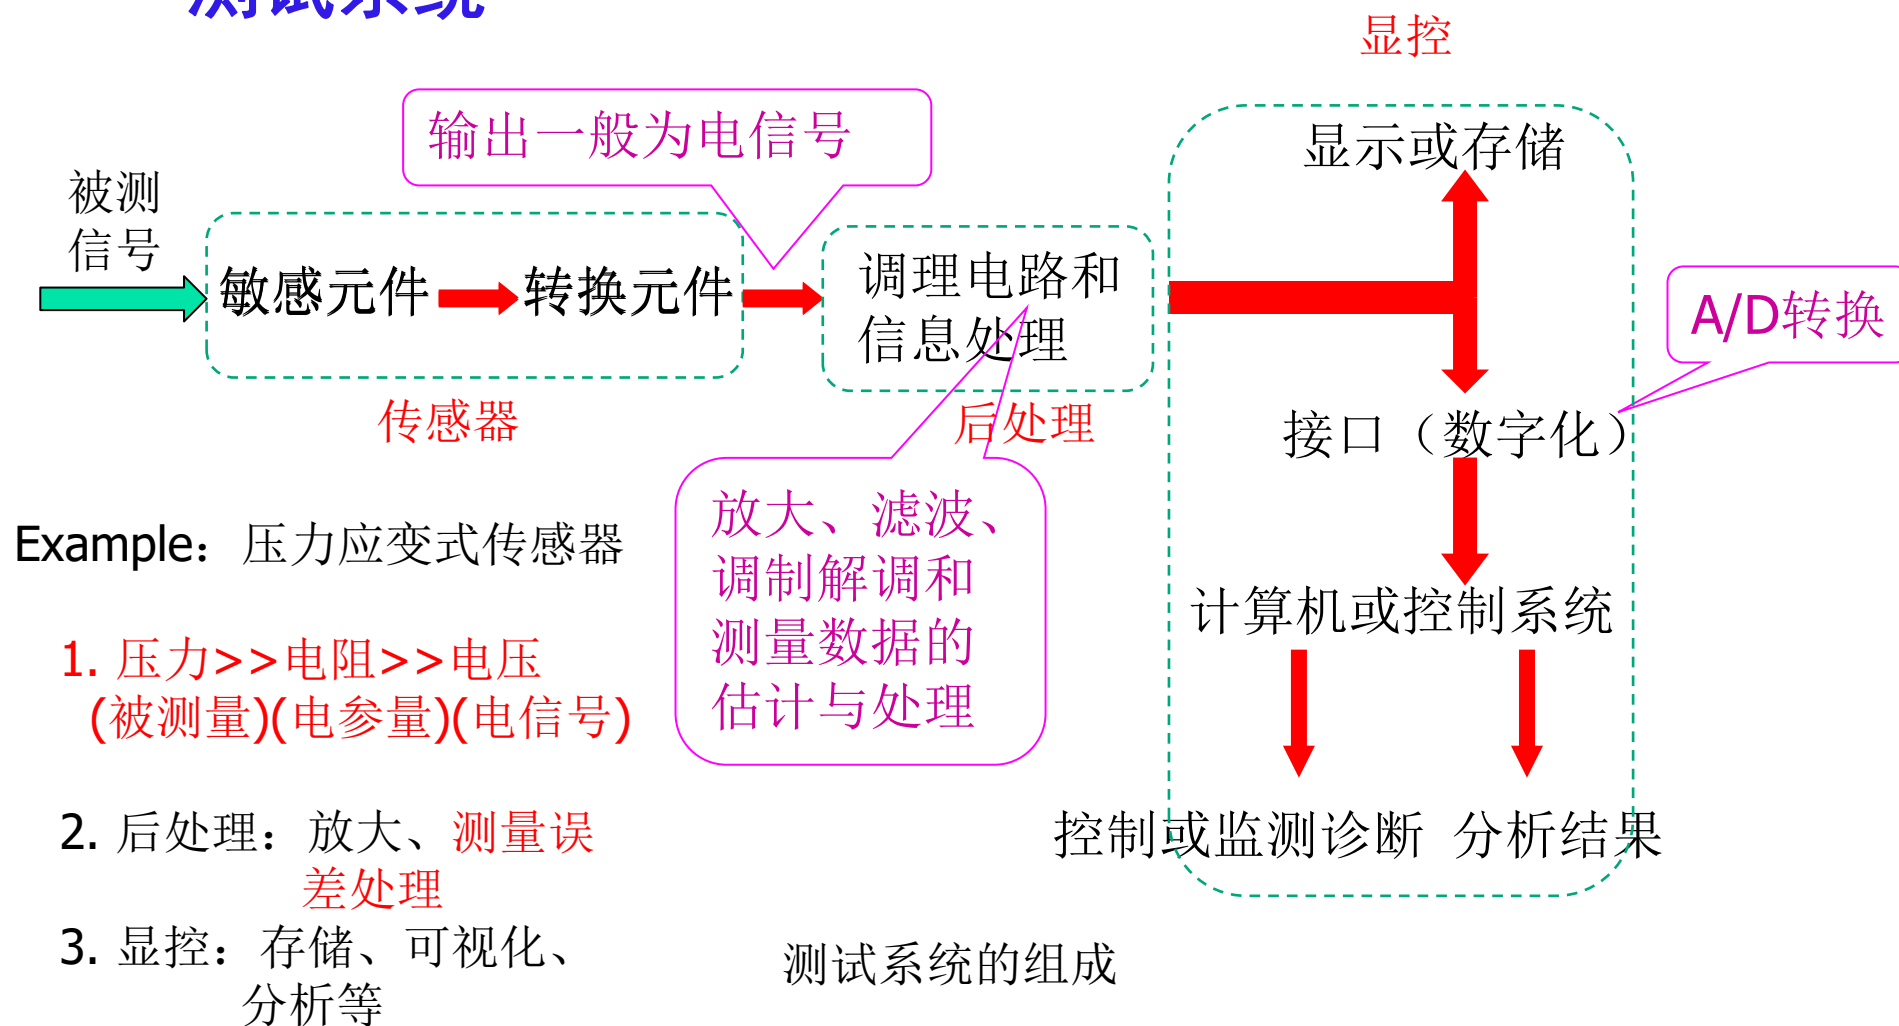 测试系统
显控
输出一般为电信号
显示或存储
被测
信号
敏感元件
转换元件
调理电路和
信息处理
A/D转换
传感器
后处理
接口（数字化）
放大、滤波、
调制解调和
测量数据的
估计与处理
计算机或控制系统
控制或监测诊断 分析结果
Example：压力应变式传感器
1. 压力>>电阻>>电压
(被测量)(电参量)(电信号)
2. 后处理：放大、测量误
差处理
3. 显控：存储、可视化、
分析等
测试系统的组成